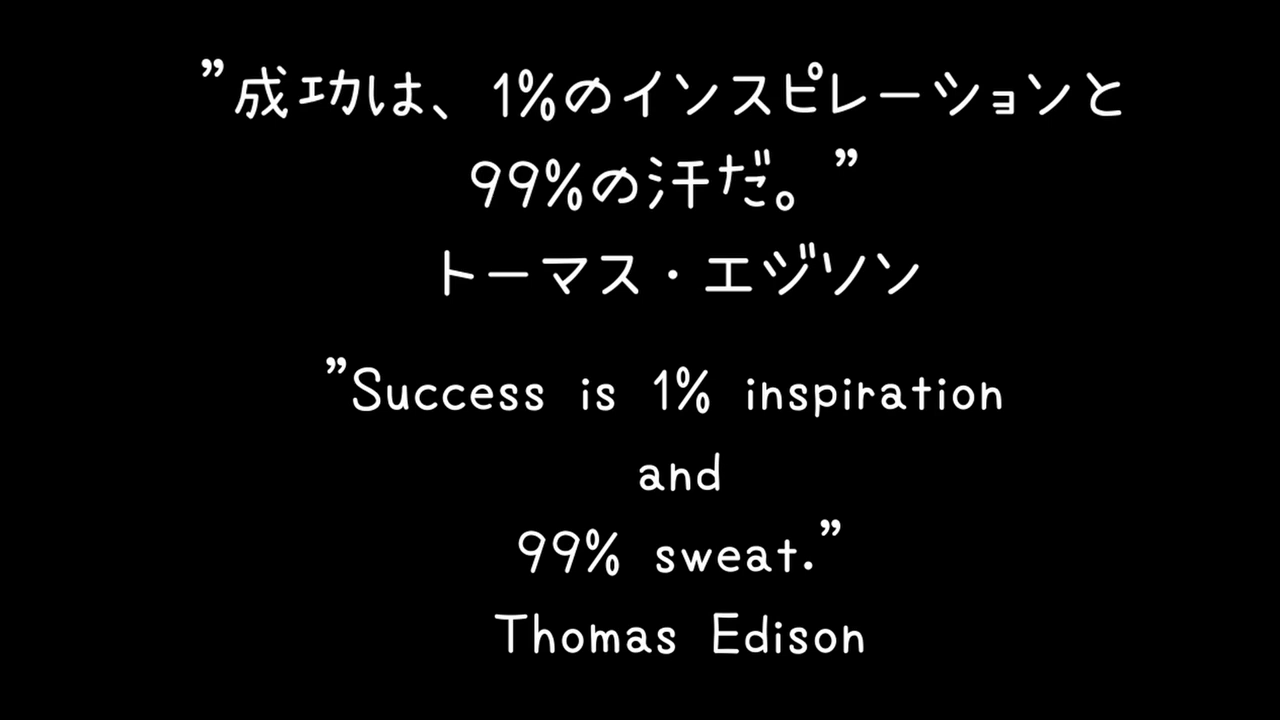 ”成功は、1%のインスピレーションと
99%の汗だ。”
トーマス・エジソン
”Success is 1% inspiration
and
99% sweat.”
Thomas Edison